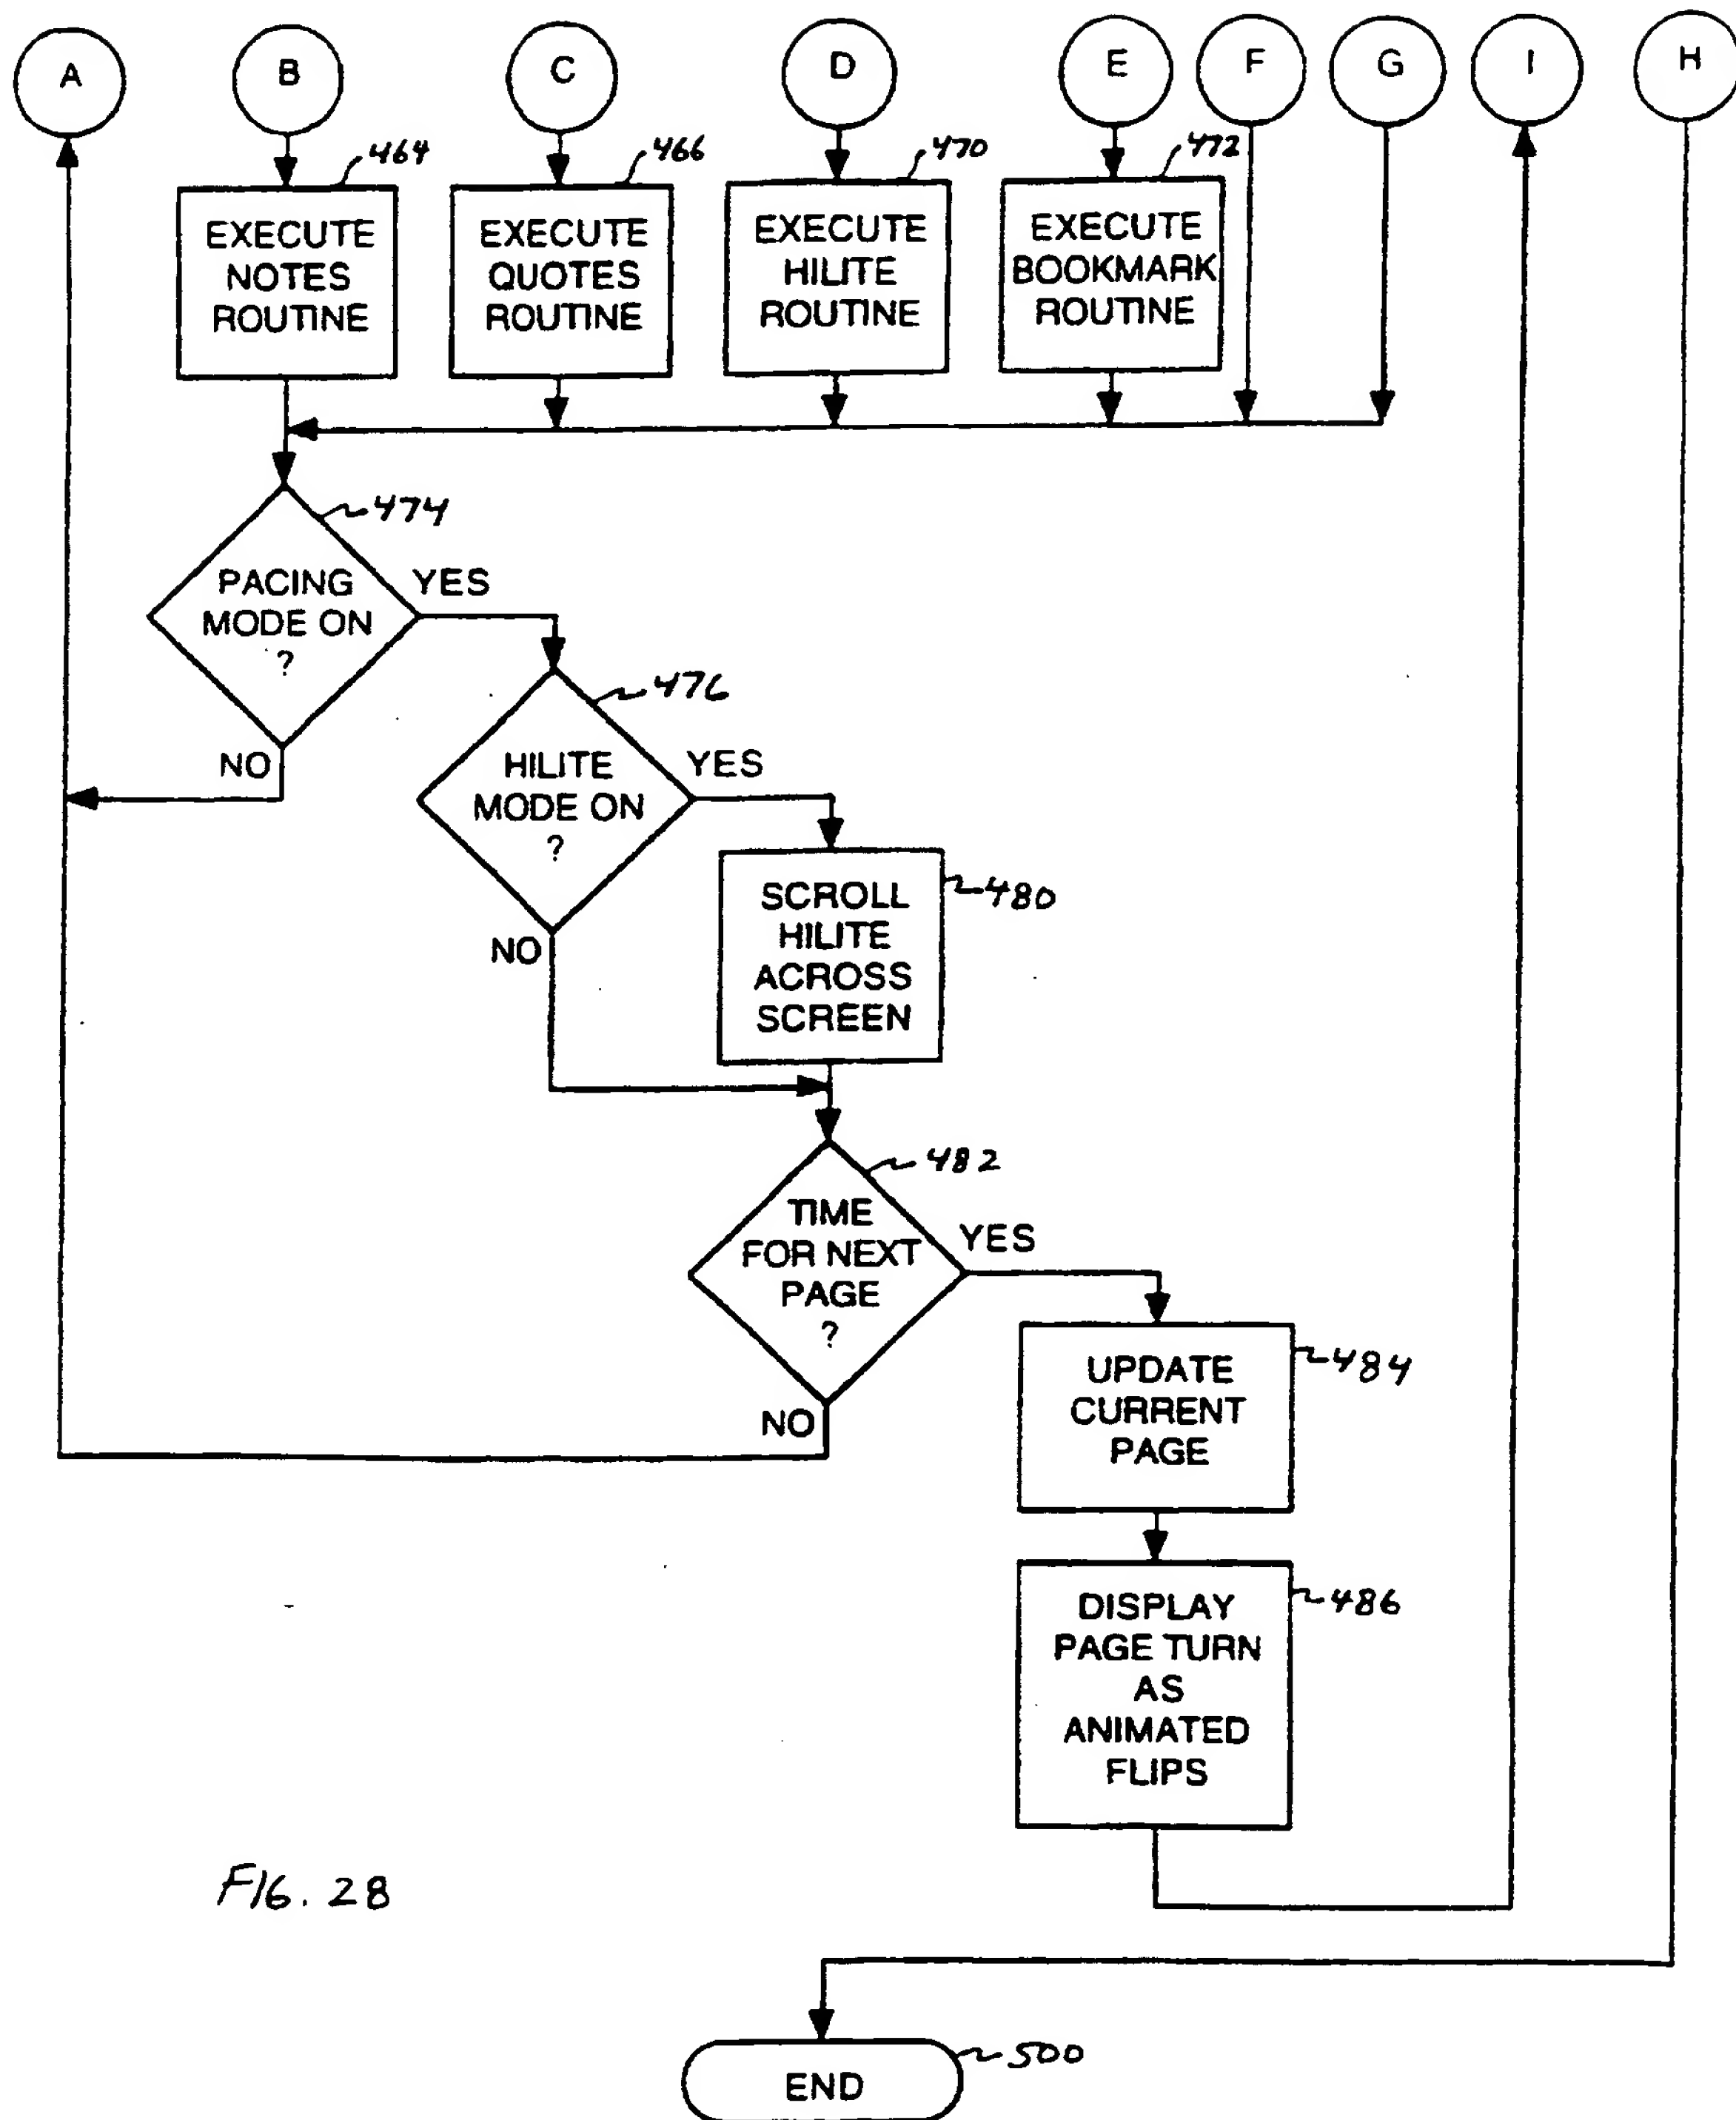 A
B
C
D
E
F
G
I
H
464
466
470
472
EXECUTE
NOTES
ROUTINE
EXECUTE
QUOTES
ROUTINE
EXECUTE
HILITE
ROUTINE
EXECUTE
BOOKMARK
ROUTINE
474
PACING
MODE ON
?
YES
NO
476
HILITE
MODE ON
?
YES
NO
480
SCROLL
HILITE
ACROSS
SCREEN
482
TIME
FOR NEXT
PAGE
?
YES
NO
484
UPDATE
CURRENT
PAGE
486
DISPLAY
PAGE TURN
AS
ANIMATED
FLIPS
FIG. 28
500
END